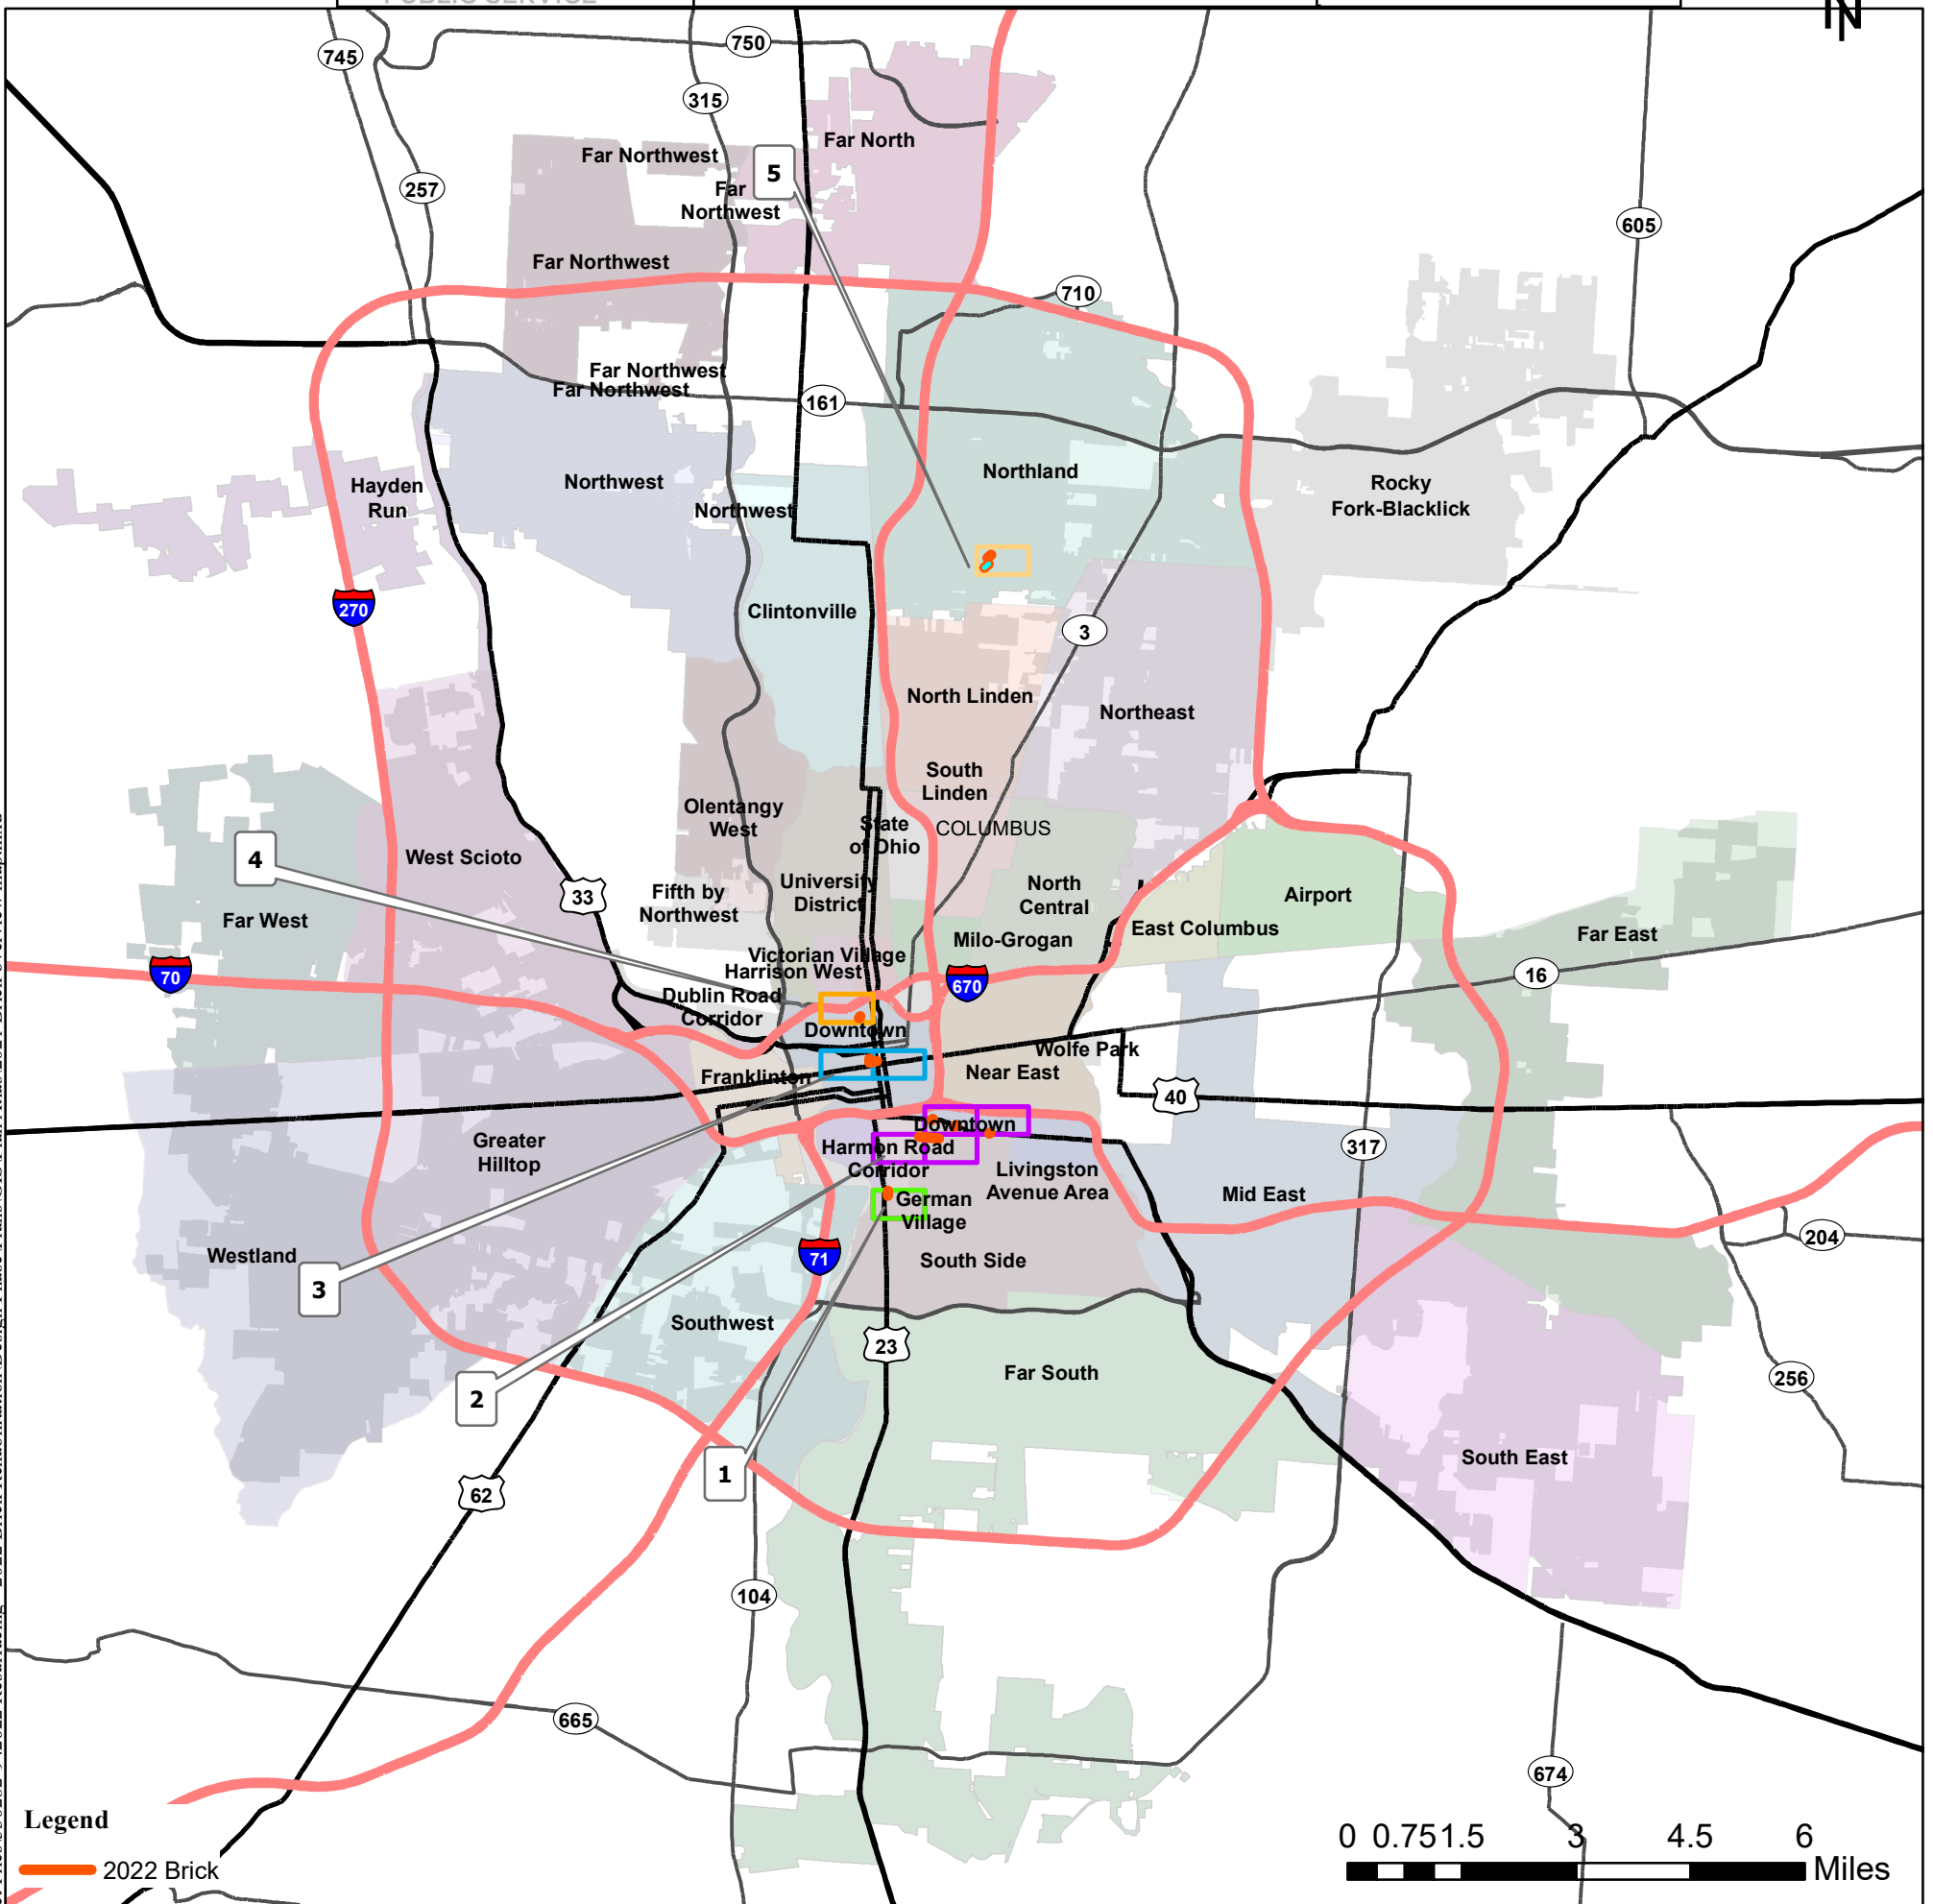 PUBLIC SERVICE
N
745
750
315
Far North
Far Northwest
5
257
Far
Northwest
605
Far Northwest
710
Far Northwest
Far Northwest
161
Northland
Hayden
Run
Northwest
Rocky
Fork-Blacklick
Northwest
270
Clintonville
3
North Linden
Northeast
South
Linden
Olentangy
West
State
of Ohio
COLUMBUS
4
West Scioto
33
Fifth by
Northwest
University
District
North
Central
Airport
Far West
East Columbus
Far East
Milo-Grogan
Victorian Village
Harrison West
70
670
16
Dublin Road
Corridor
Downtown
Wolfe Park
Near East
Franklinton
40
Downtown
Greater
Hilltop
Harmon Road
Corridor
317
Livingston
Avenue Area
Mid East
German
Village
204
Westland
71
South Side
3
Southwest
23
Far South
256
2
South East
1
62
104
665
674
Legend
2022 Brick
0 0.75 1.5 3 4.5 6
Miles